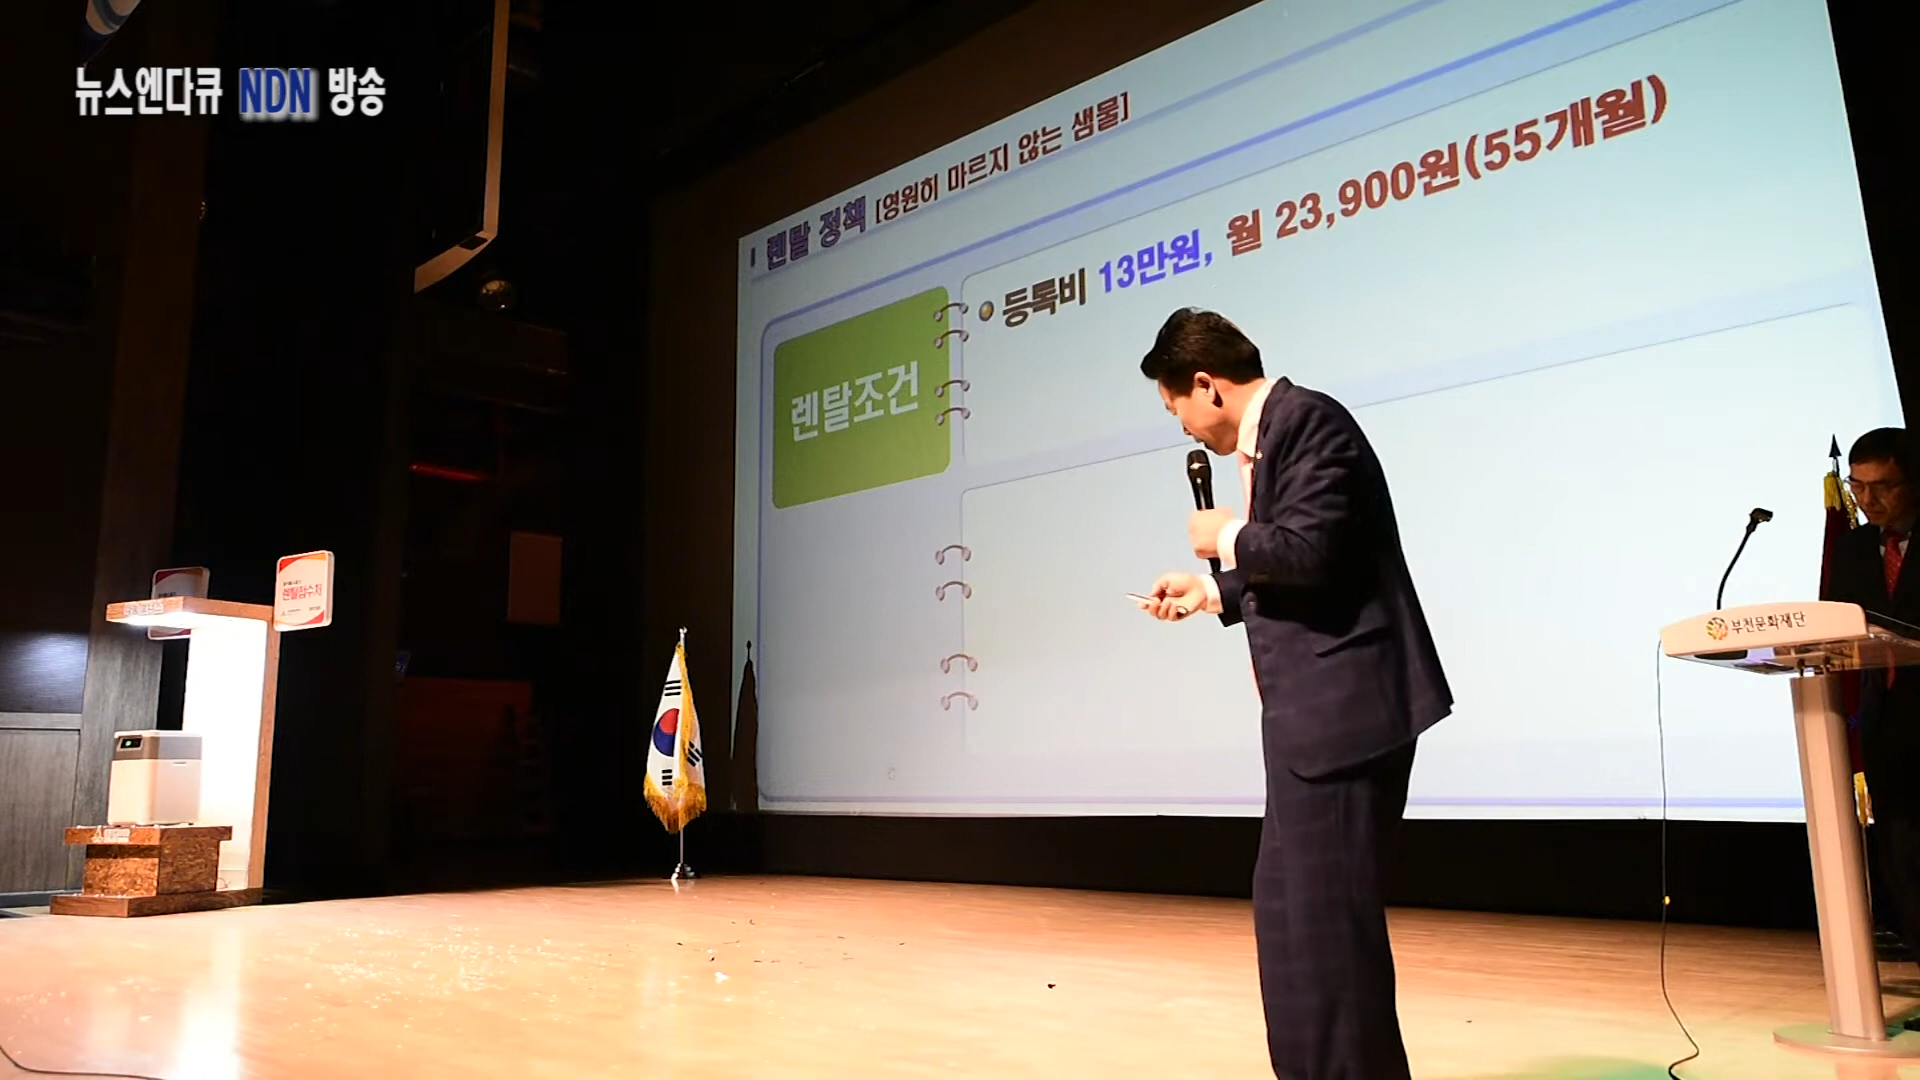 뉴스엔다큐 NDN 방송
렌탈 정책 [영원히 마르지 않는 샘물]
등록비 13만원, 월 23,900원(55개월)
렌탈조건
렌탈접수처
부천문화재단